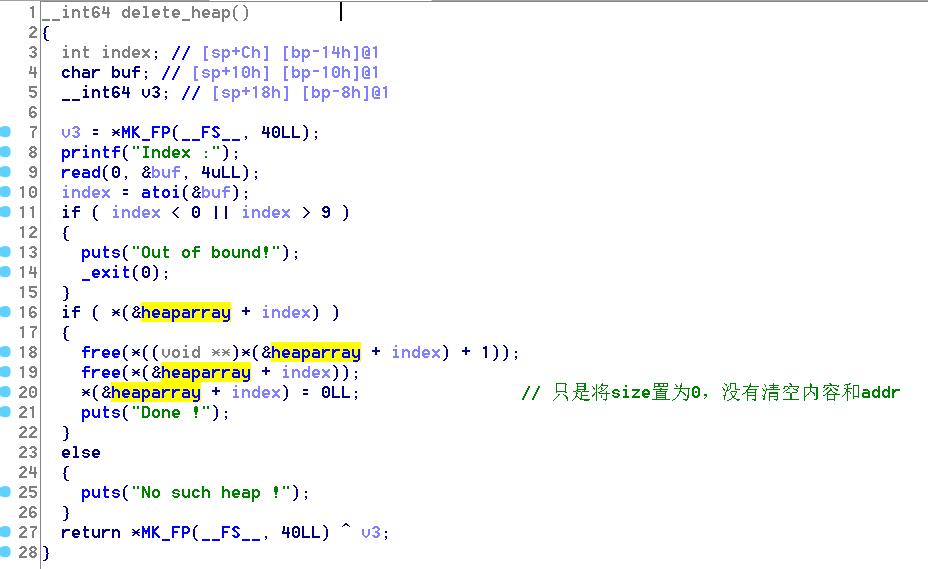 1 __int64 delete_heap()
2 {
3 int index; // [sp+Ch] [bp-14h]@1
4 char buf; // [sp+10h] [bp-10h]@1
5 __int64 v3; // [sp+18h] [bp-8h]@1
6
7 v3 = *MK_FP(__FS__, 40LL);
8 printf("Index :");
9 read(0, &buf, 4uLL);
10 index = atoi(&buf);
11 if ( index < 0 || index > 9 )
12 {
13 puts("Out of bound!");
14 _exit(0);
15 }
16 if ( *(&heaparray + index) )
17 {
18 free(*((void **)*(&heaparray + index) + 1));
19 free(*(&heaparray + index));
20 *(&heaparray + index) = 0LL; // 只是将size置为0，没有清空内容和addr
21 puts("Done !");
22 }
23 else
24 {
25 puts("No such heap !");
26 }
27 return *MK_FP(__FS__, 40LL) ^ v3;
28 }